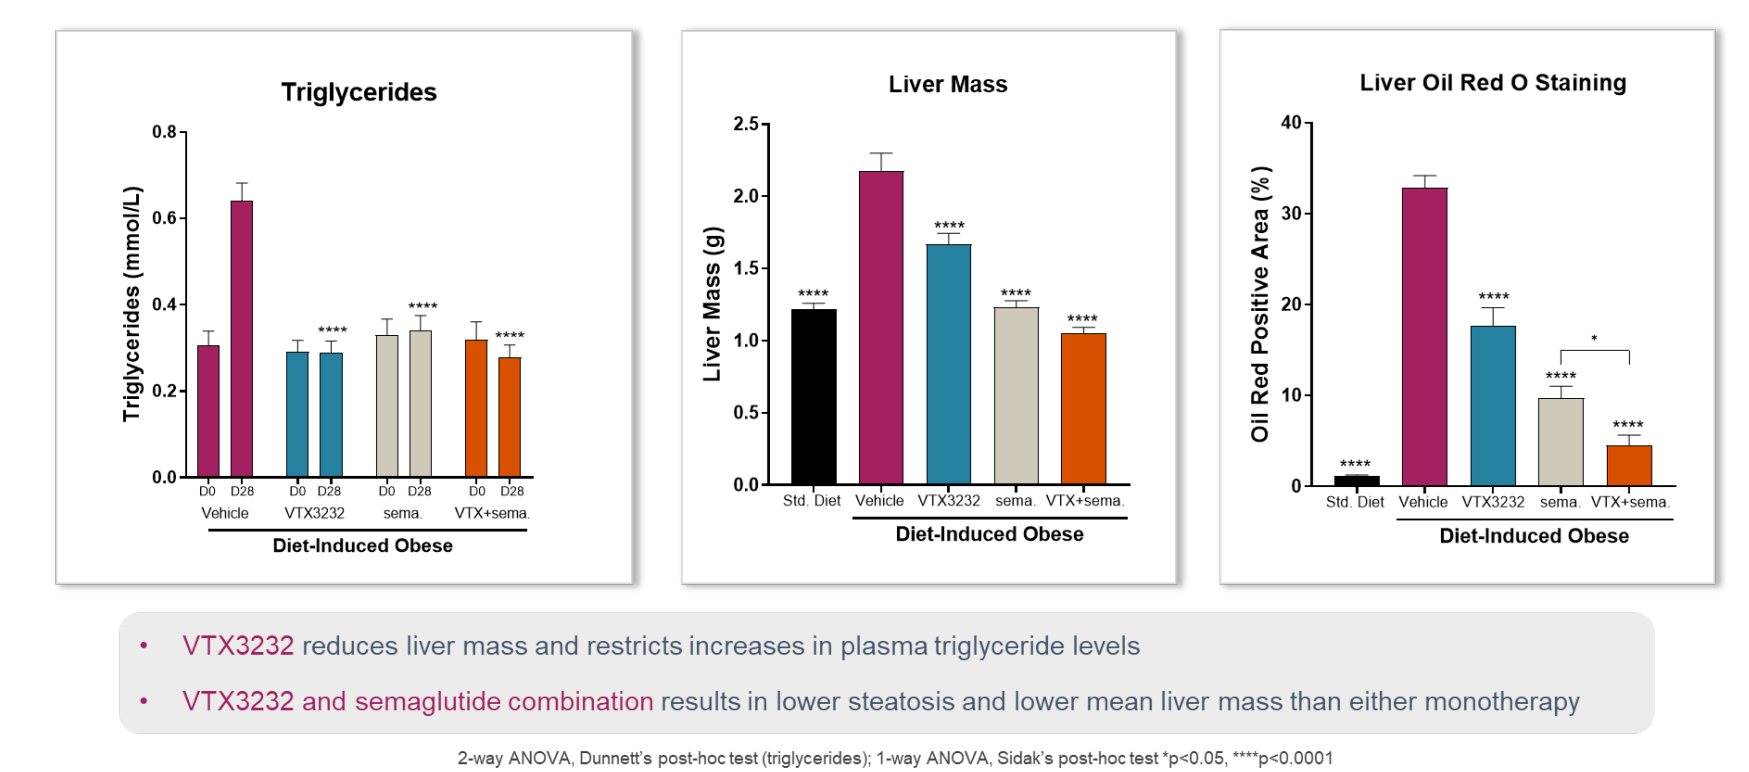 Triglycerides
Triglycerides (mmol/L)
0.8
0.6
0.4
0.2
0.0
****
****
****
D0 D28 D0 D28 D0 D28 D0 D28
Vehicle VTX3232 sema. VTX+sema.
Diet-Induced Obese
Liver Mass
Liver Mass (g)
2.5
2.0
1.5
1.0
0.5
0.0
****
****
****
****
Std. Diet Vehicle VTX3232 sema. VTX+sema.
Diet-Induced Obese
Liver Oil Red O Staining
Oil Red Positive Area (%)
40
30
20
10
0
****
****
****
*
****
Std. Diet Vehicle VTX3232 sema. VTX+sema.
Diet-Induced Obese
• VTX3232 reduces liver mass and restricts increases in plasma triglyceride levels
• VTX3232 and semaglutide combination results in lower steatosis and lower mean liver mass than either monotherapy
2-way ANOVA, Dunnett's post-hoc test (triglycerides); 1-way ANOVA, Sidak's post-hoc test *p<0.05, ****p<0.0001